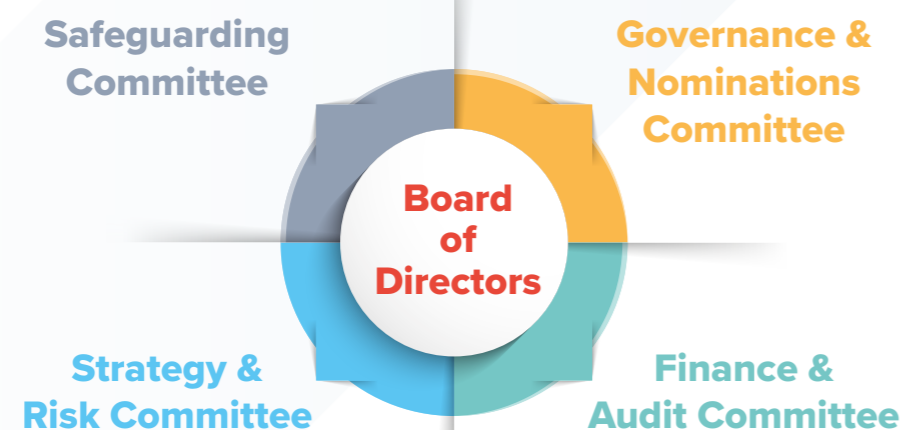 Safeguarding
Committee
Governance &
Nominations
Committee
Board
of
Directors
Strategy &
Risk Committee
Finance &
Audit Committee